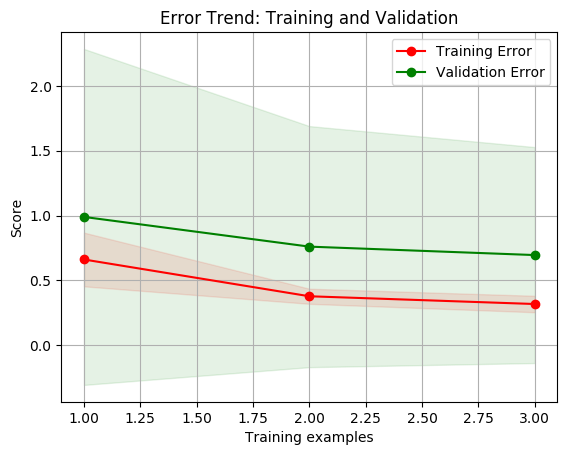 Error Trend: Training and Validation
Training Error
Validation Error
Score
2.0
1.5
1.0
0.5
0.0
1.00 1.25 1.50 1.75 2.00 2.25 2.50 2.75 3.00
Training examples